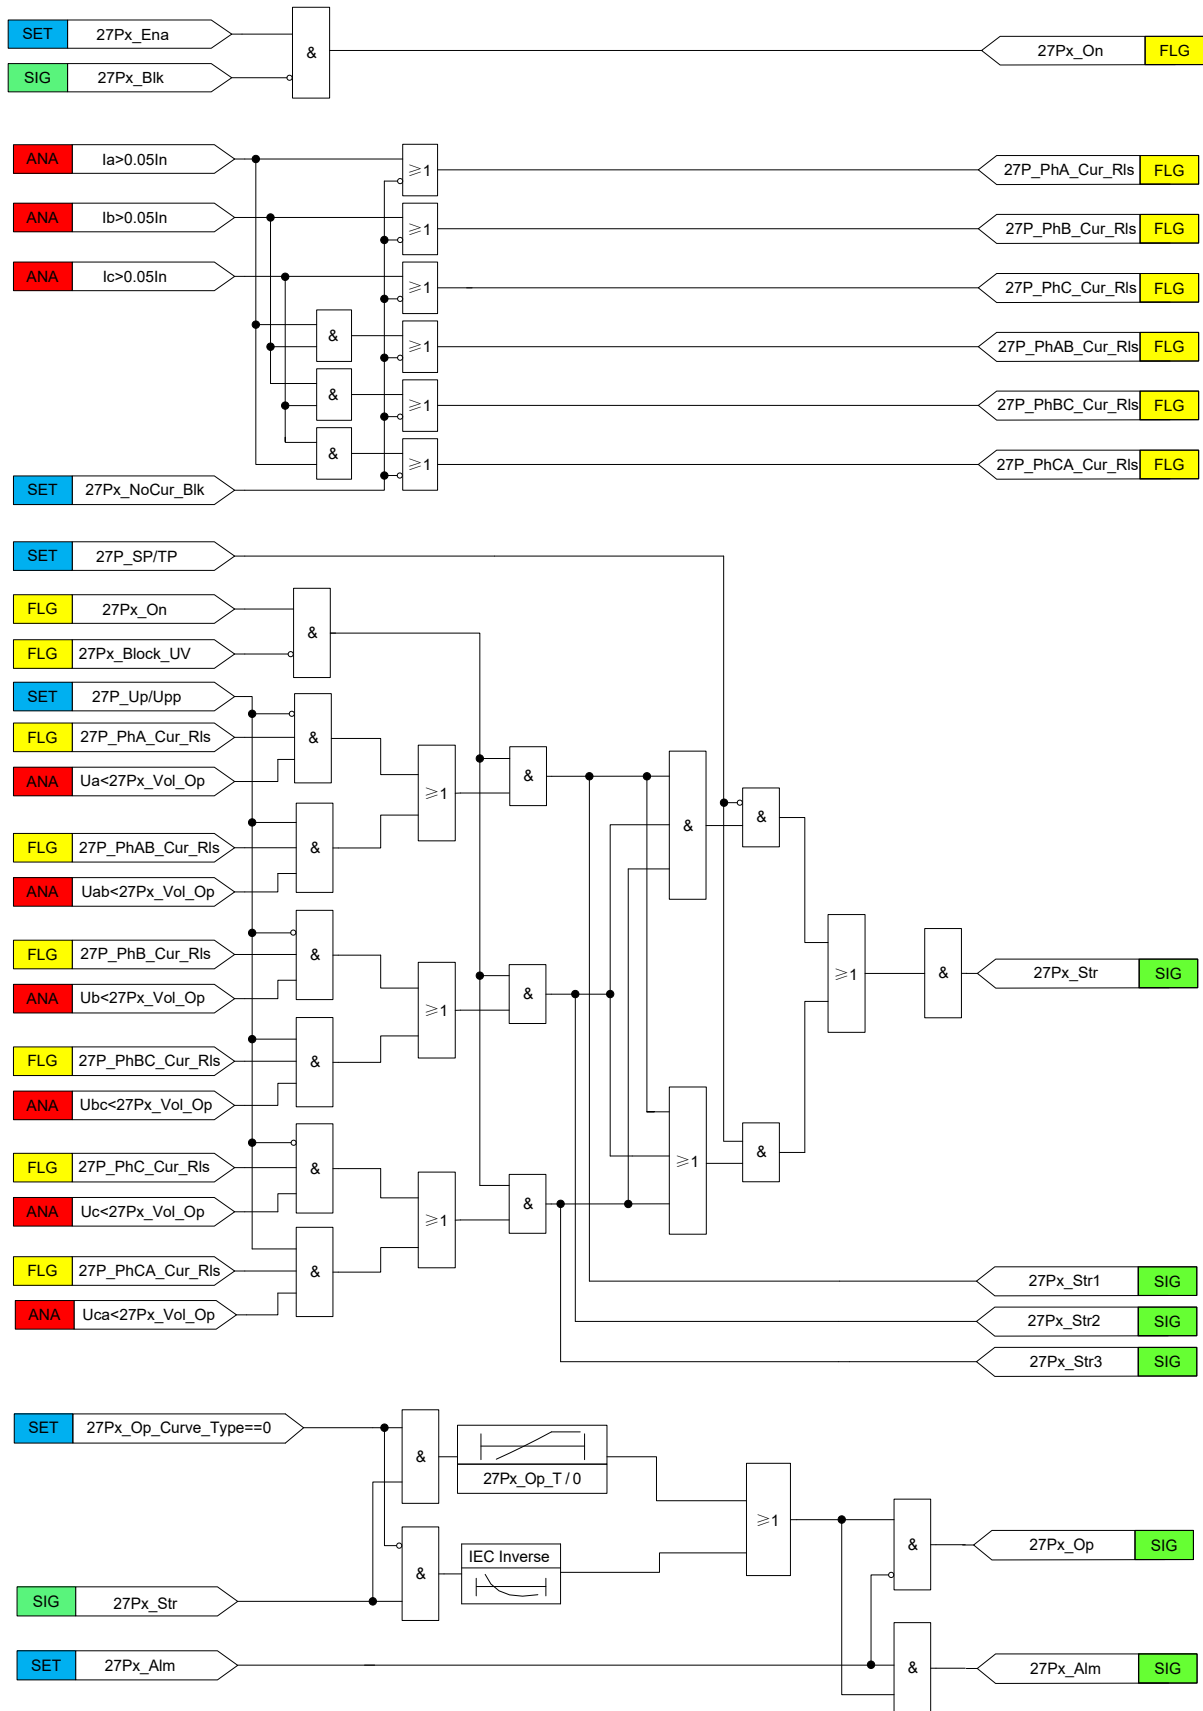 SET 27Px_Ena
&
27Px_On FLG
SIG 27Px_Blk
ANA Ia>0.05In
≥1
27P_PhA_Cur_Rls FLG
ANA Ib>0.05In
≥1
27P_PhB_Cur_Rls FLG
ANA Ic>0.05In
≥1
27P_PhC_Cur_Rls FLG
&
≥1
27P_PhAB_Cur_Rls FLG
&
≥1
27P_PhBC_Cur_Rls FLG
&
≥1
27P_PhCA_Cur_Rls FLG
SET 27Px_NoCur_Blk
SET 27P_SP/TP
FLG 27Px_On
&
FLG 27Px_Block_UV
SET 27P_Up/Upp
FLG 27P_PhA_Cur_Rls
&
ANA Ua<27Px_Vol_Op
≥1
&
&
&
FLG 27P_PhAB_Cur_Rls
&
ANA Uab<27Px_Vol_Op
FLG 27P_PhB_Cur_Rls
&
ANA Ub<27Px_Vol_Op
≥1
&
≥1
&
27Px_Str SIG
FLG 27P_PhBC_Cur_Rls
&
ANA Ubc<27Px_Vol_Op
FLG 27P_PhC_Cur_Rls
&
≥1
&
ANA Uc<27Px_Vol_Op
≥1
&
FLG 27P_PhCA_Cur_Rls
&
27Px_Str1 SIG
ANA Uca<27Px_Vol_Op
27Px_Str2 SIG
27Px_Str3 SIG
SET 27Px_Op_Curve_Type==0
&
27Px_Op_T / 0
≥1
&
27Px_Op SIG
IEC Inverse
&
SIG 27Px_Str
SET 27Px_Alm
&
27Px_Alm SIG